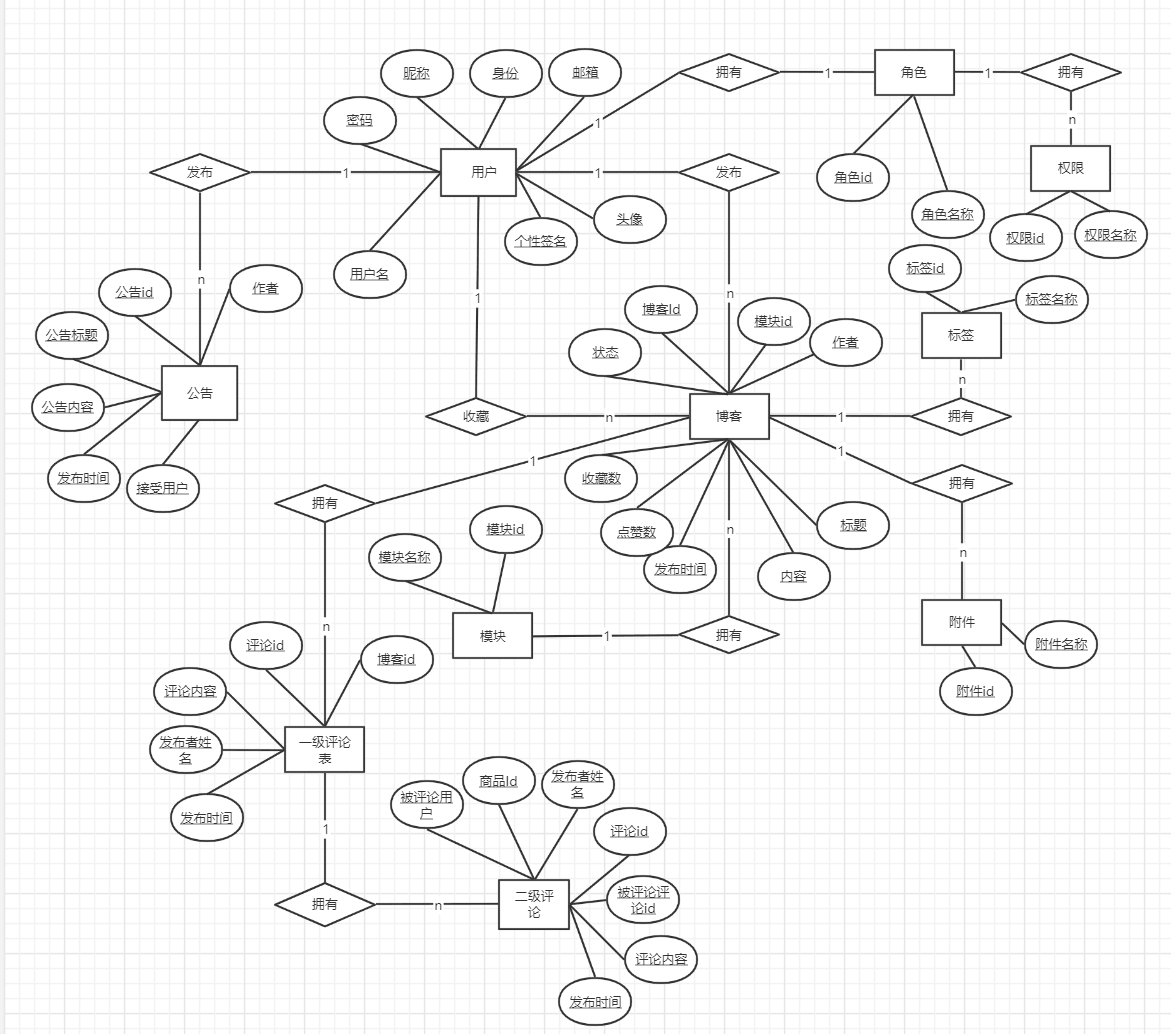 昵称
身份
邮箱
拥有
1
角色
1
拥有
密码
1
n
发布
1
用户
1
发布
权限
角色id
头像
角色名称
个性签名
权限id
权限名称
用户名
标签id
n
公告id
作者
1
n
博客Id
模块id
标签名称
公告标题
状态
作者
标签
n
公告
公告内容
收藏
n
博客
1
拥有
1
1
发布时间
接受用户
收藏数
拥有
拥有
点赞数
n
标题
模块id
模块名称
发布时间
内容
n
n
模块
1
拥有
附件
附件名称
评论id
博客id
评论内容
附件id
一级评论
表
发布者姓
名
发布时间
商品Id
发布者姓
名
被评论用
户
1
评论id
拥有
n
二级评
论
被评论评
论id
评论内容
发布时间